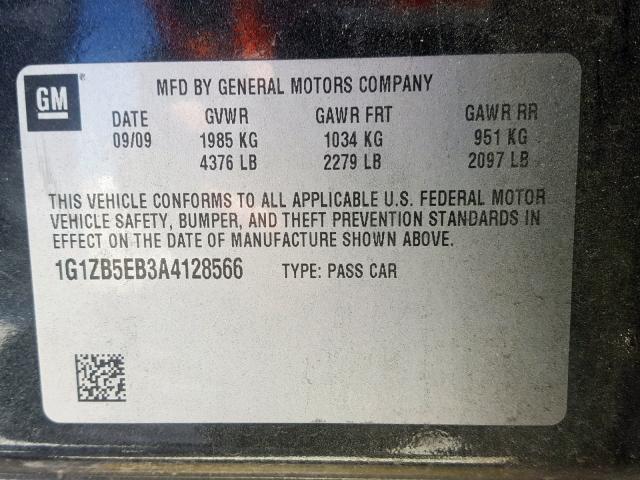 GM ®
MFD BY GENERAL MOTORS COMPANY
DATE GVWR GAWR FRT GAWR RR
09/09 1985 KG 1034 KG 951 KG
4376 LB 2279 LB 2097 LB
THIS VEHICLE CONFORMS TO ALL APPLICABLE U.S. FEDERAL MOTOR
VEHICLE SAFETY, BUMPER, AND THEFT PREVENTION STANDARDS IN
EFFECT ON THE DATE OF MANUFACTURE SHOWN ABOVE.
1G1ZB5EB3A4128566 TYPE: PASS CAR